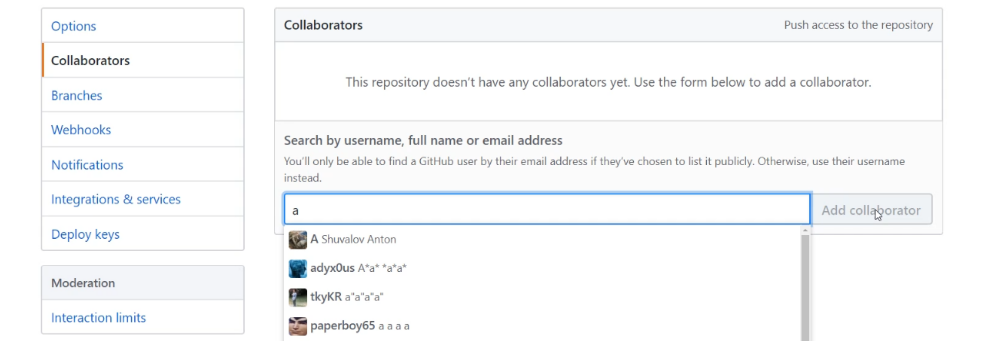 Options
Collaborators
Branches
Webhooks
Notifications
Integrations & services
Deploy keys
Moderation
Interaction limits
Collaborators
Push access to the repository
This repository doesn't have any collaborators yet. Use the form below to add a collaborator.
Search by username, full name or email address
You'll only be able to find a GitHub user by their email address if they've chosen to list it publicly. Otherwise, use their username
instead.
a
Add collaborator
A Shuvalov Anton
adyx0us A*a* *a*a*
tkyKR a"a"a"a"
paperboy65 a a a a